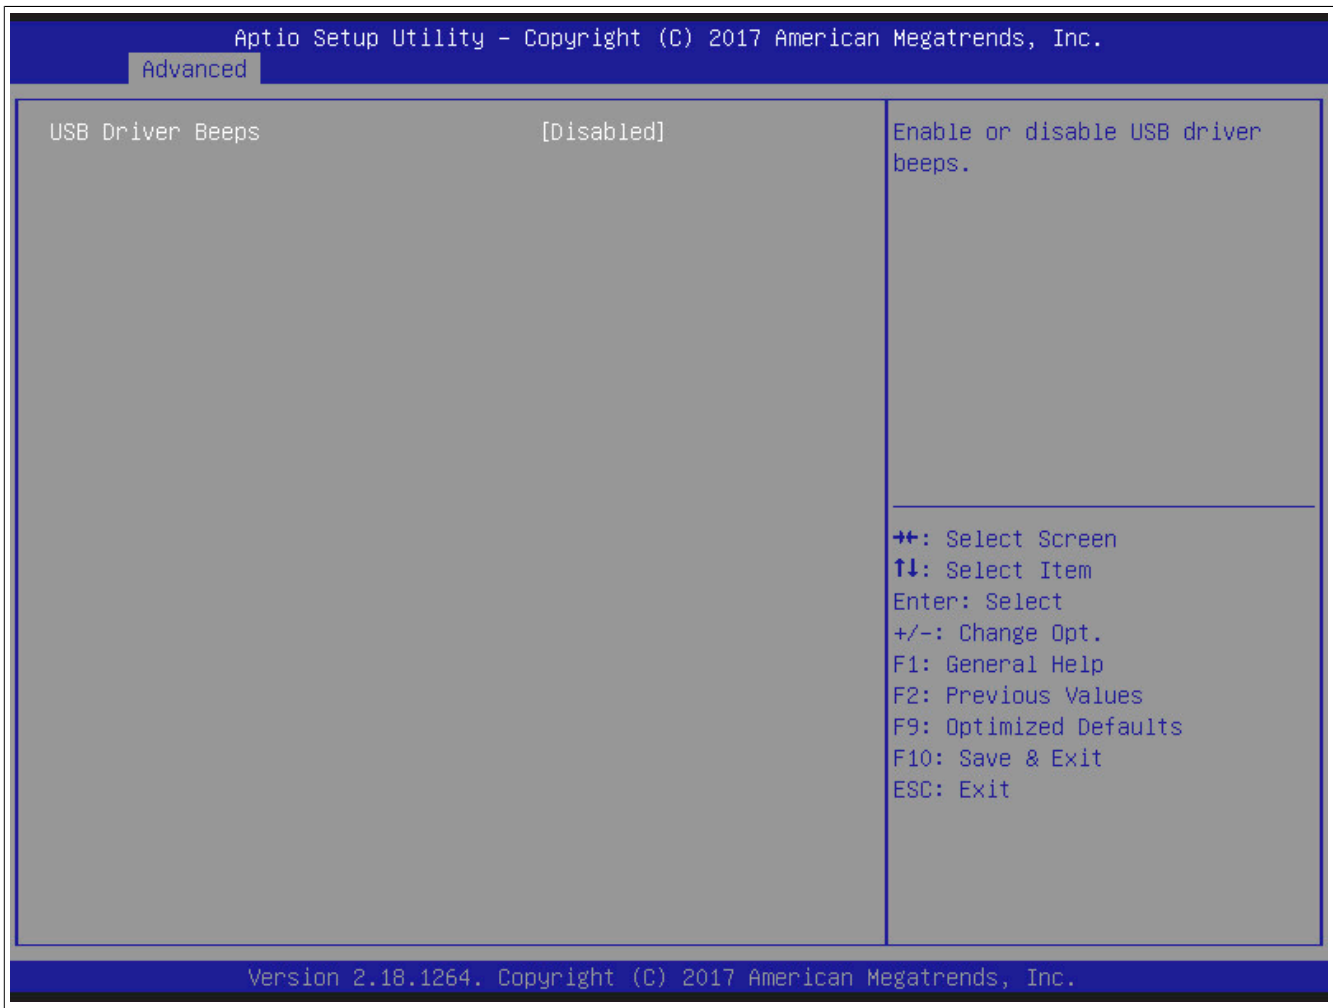 Aptio Setup Utility – Copyright (C) 2017 American Megatrends, Inc.
Advanced
USB Driver Beeps [Disabled]
Enable or disable USB driver
beeps.
→←: Select Screen
↑↓: Select Item
Enter: Select
+/-: Change Opt.
F1: General Help
F2: Previous Values
F9: Optimized Defaults
F10: Save & Exit
ESC: Exit
Version 2.18.1264. Copyright (C) 2017 American Megatrends, Inc.